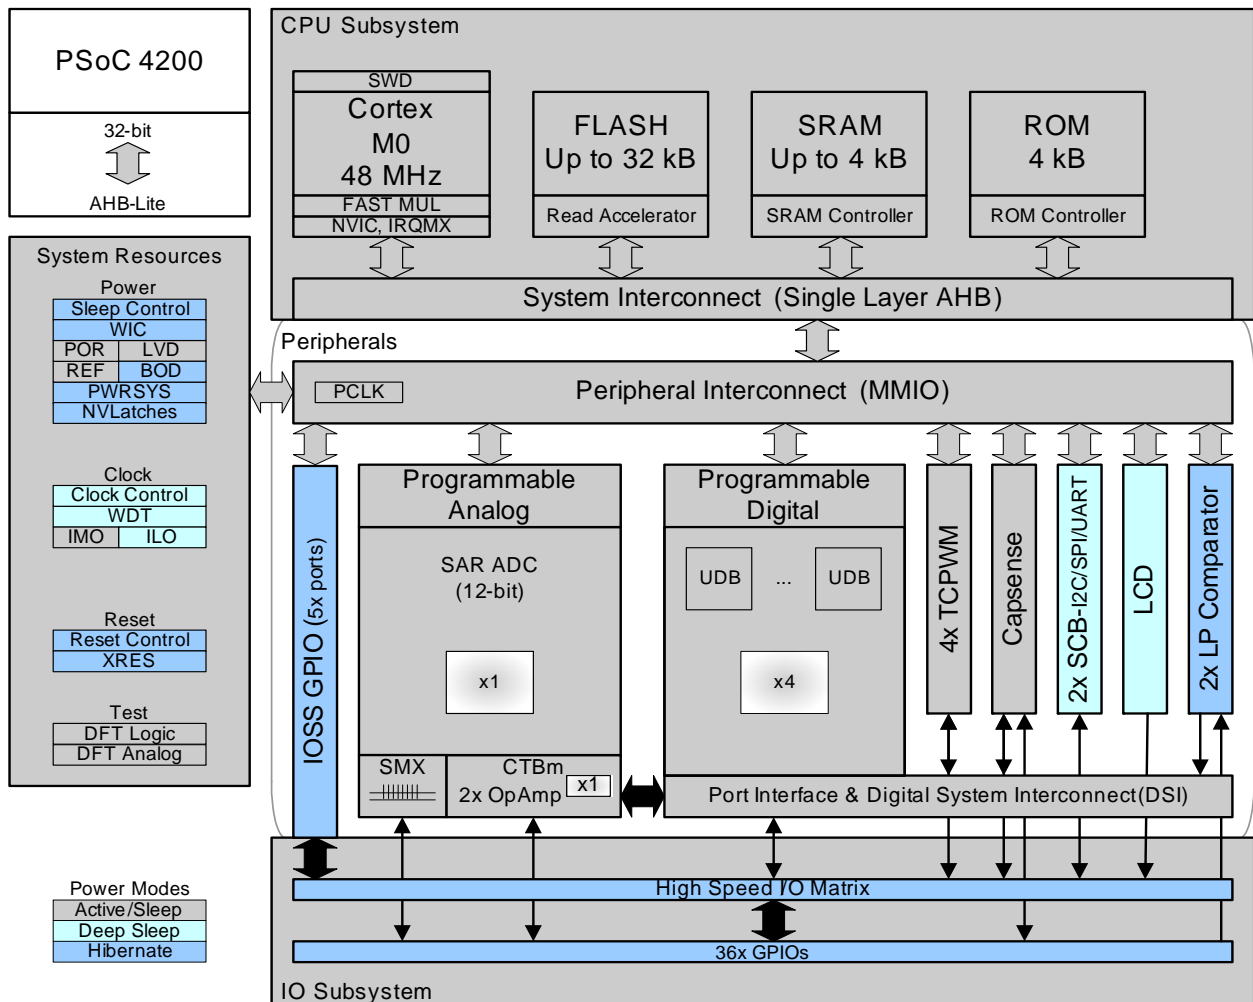 PSoC 4200
32-bit
AHB-Lite
CPU Subsystem
SWD
Cortex
M0
48 MHz
FAST MUL
NVIC, IRQMX
FLASH
Up to 32 kB
Read Accelerator
SRAM
Up to 4 kB
SRAM Controller
ROM
4 kB
ROM Controller
System Interconnect (Single Layer AHB)
System Resources
Power
Sleep Control
WIC
POR
LVD
REF
BOD
PWRSYS
NVLatches
Clock
Clock Control
WDT
IMO
ILO
Reset
Reset Control
XRES
Test
DFT Logic
DFT Analog
Peripherals
PCLK
Peripheral Interconnect (MMIO)
IOSS GPIO (5x ports)
Programmable
Analog
SAR ADC
(12-bit)
x1
SMX
CTBm
2x OpAmp
x1
Programmable
Digital
UDB
...
UDB
x4
4x TCPWM
Capsense
2x SCB-I2C/SPI/UART
LCD
2x LP Comparator
Port Interface & Digital System Interconnect(DSI)
High Speed I/O Matrix
36x GPIOs
IO Subsystem
Power Modes
Active/Sleep
Deep Sleep
Hibernate